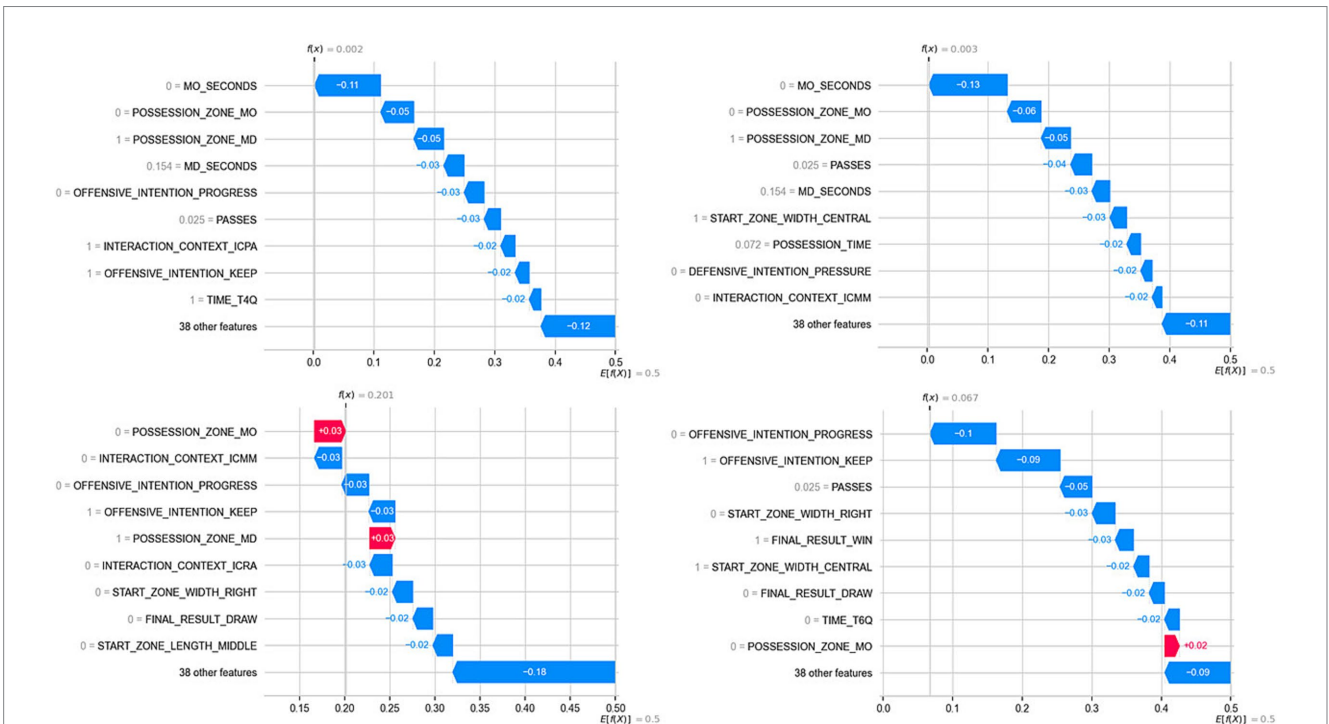 f(x) = 0.002
0 = MO_SECONDS
−0.11
0 = POSSESSION_ZONE_MO
−0.05
1 = POSSESSION_ZONE_MD
−0.05
0.154 = MD_SECONDS
−0.03
0 = OFFENSIVE_INTENTION_PROGRESS
−0.03
0.025 = PASSES
−0.03
1 = INTERACTION_CONTEXT_ICPA
−0.02
1 = OFFENSIVE_INTENTION_KEEP
−0.02
1 = TIME_T4Q
−0.02
38 other features
−0.12
0.0 0.1 0.2 0.3 0.4 0.5
E[f(X)] = 0.5
f(x) = 0.003
0 = MO_SECONDS
−0.13
0 = POSSESSION_ZONE_MO
−0.06
1 = POSSESSION_ZONE_MD
−0.05
0.025 = PASSES
−0.04
0.154 = MD_SECONDS
−0.03
1 = START_ZONE_WIDTH_CENTRAL
−0.03
0.072 = POSSESSION_TIME
−0.02
0 = DEFENSIVE_INTENTION_PRESSURE
−0.02
0 = INTERACTION_CONTEXT_ICMM
−0.02
38 other features
−0.11
0.0 0.1 0.2 0.3 0.4 0.5
E[f(X)] = 0.5
f(x) = 0.201
0 = POSSESSION_ZONE_MO
+0.03
0 = INTERACTION_CONTEXT_ICMM
−0.03
0 = OFFENSIVE_INTENTION_PROGRESS
−0.03
1 = OFFENSIVE_INTENTION_KEEP
−0.03
1 = POSSESSION_ZONE_MD
+0.03
0 = INTERACTION_CONTEXT_ICRA
−0.03
0 = START_ZONE_WIDTH_RIGHT
−0.02
0 = FINAL_RESULT_DRAW
−0.02
0 = START_ZONE_LENGTH_MIDDLE
−0.02
38 other features
−0.18
0.15 0.20 0.25 0.30 0.35 0.40 0.45 0.50
E[f(X)] = 0.5
f(x) = 0.067
0 = OFFENSIVE_INTENTION_PROGRESS
−0.1
1 = OFFENSIVE_INTENTION_KEEP
−0.09
0.025 = PASSES
−0.05
0 = START_ZONE_WIDTH_RIGHT
−0.03
1 = FINAL_RESULT_WIN
−0.03
1 = START_ZONE_WIDTH_CENTRAL
−0.02
0 = FINAL_RESULT_DRAW
−0.02
0 = TIME_T6Q
−0.02
0 = POSSESSION_ZONE_MO
+0.02
38 other features
−0.09
0.0 0.1 0.2 0.3 0.4 0.5
E[f(X)] = 0.5